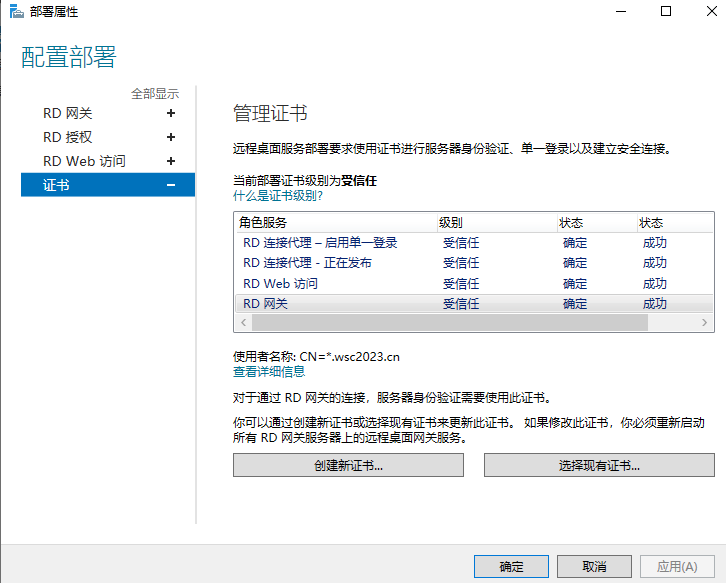 部署属性
配置部署
全部显示
RD 网关 +
RD 授权 +
RD Web 访问 +
证书 −
管理证书
远程桌面服务部署要求使用证书进行服务器身份验证、单一登录以及建立安全连接。
当前部署证书级别为受信任
什么是证书级别?
角色服务 级别 状态 状态
RD 连接代理 – 启用单一登录 受信任 确定 成功
RD 连接代理 - 正在发布 受信任 确定 成功
RD Web 访问 受信任 确定 成功
RD 网关 受信任 确定 成功
使用者名称: CN=*.wsc2023.cn
查看详细信息
对于通过 RD 网关的连接，服务器身份验证需要使用此证书。
你可以通过创建新证书或选择现有证书来更新此证书。 如果修改此证书，你必须重新启动
所有 RD 网关服务器上的远程桌面网关服务。
创建新证书... 选择现有证书...
确定 取消 应用(A)